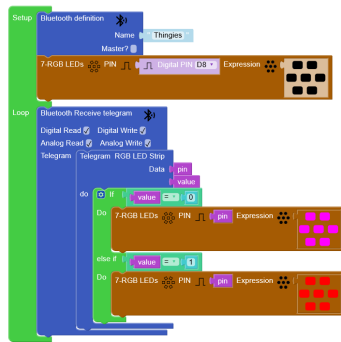 Setup
Bluetooth definition
Name " Thingies "
Master?
7-RGB LEDs PIN Digital PIN D8 Expression
Loop
Bluetooth Receive telegram
Digital Read Digital Write
Analog Read Analog Write
Telegram Telegram RGB LED Strip
Data pin
value
do If value = 0
Do 7-RGB LEDs PIN pin Expression
else if value = 1
Do 7-RGB LEDs PIN pin Expression